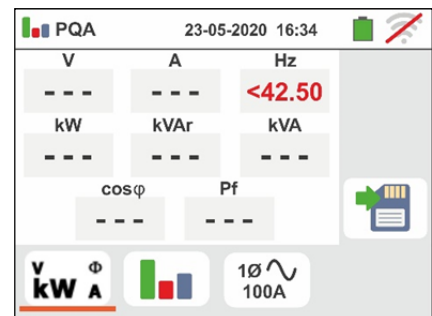 PQA 23-05-2020 16:34
V A Hz
- - - - - - <42.50
kW kVAr kVA
- - - - - - - - -
cosφ Pf
- - - - - -
V Φ
kW A
1Ø
100A